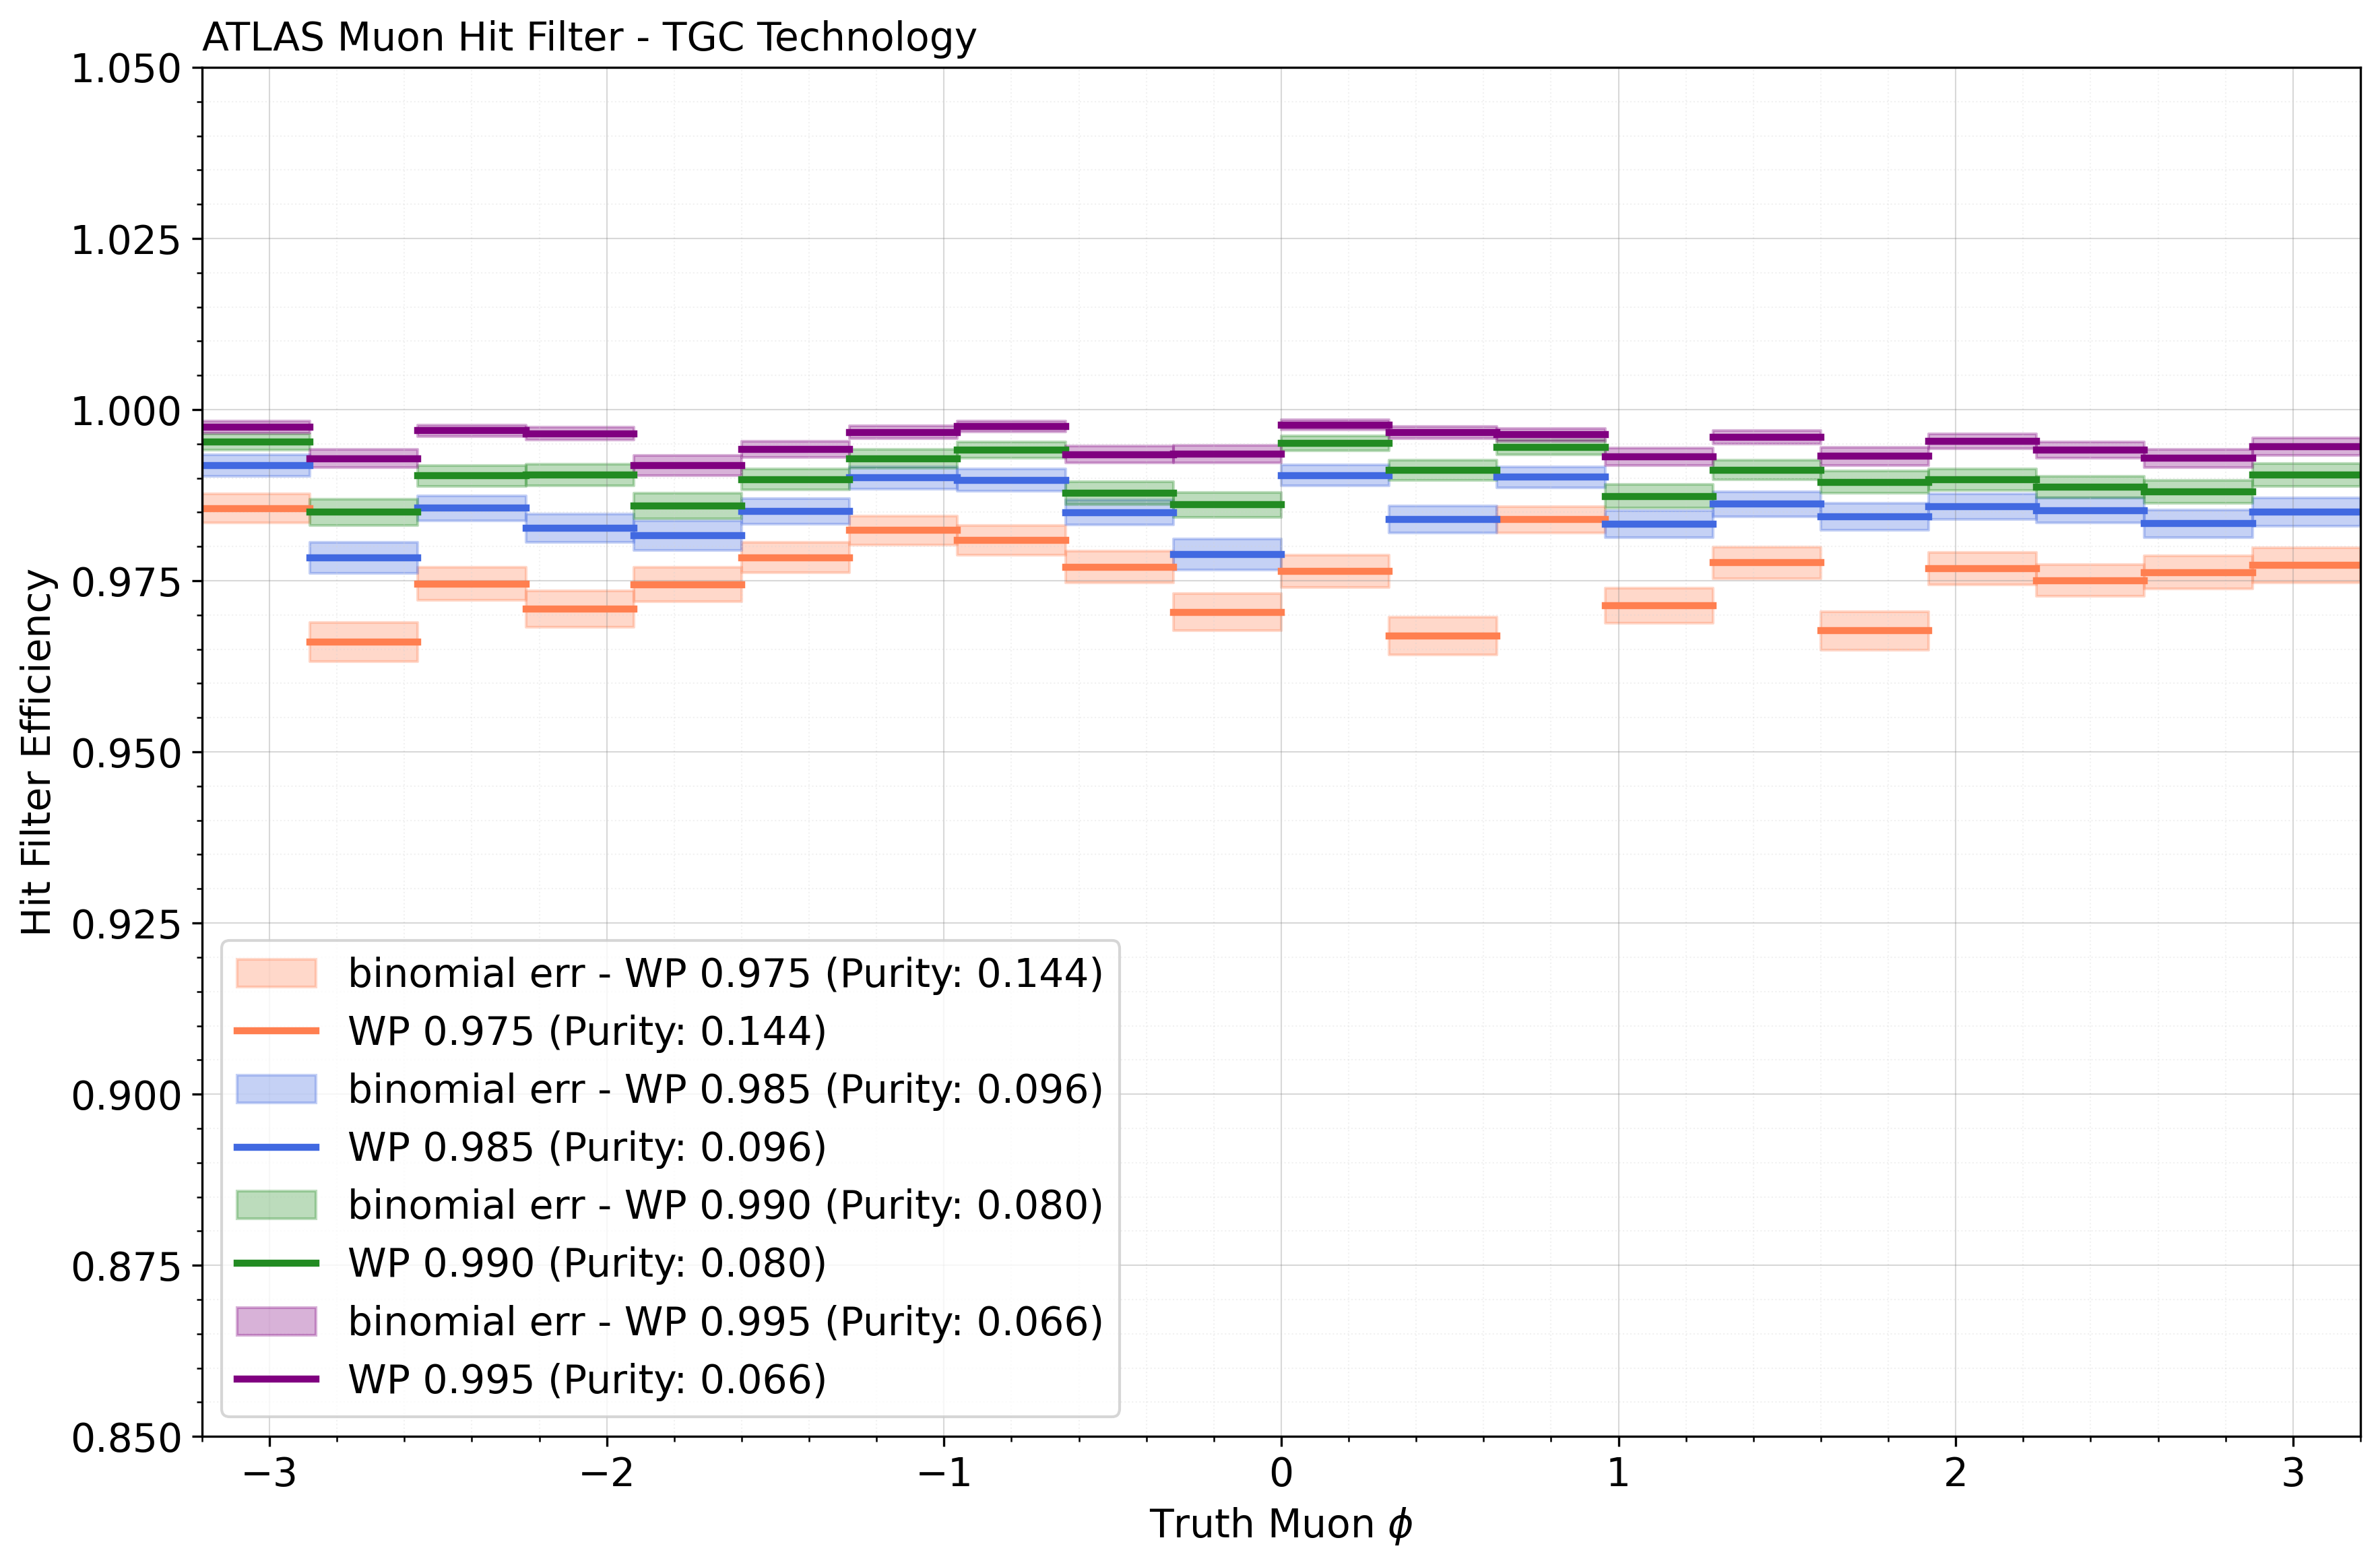 ATLAS Muon Hit Filter - TGC Technology
1.050
1.025
1.000
0.975
0.950
0.925
0.900
0.875
0.850
Hit Filter Efficiency
binomial err - WP 0.975 (Purity: 0.144)
WP 0.975 (Purity: 0.144)
binomial err - WP 0.985 (Purity: 0.096)
WP 0.985 (Purity: 0.096)
binomial err - WP 0.990 (Purity: 0.080)
WP 0.990 (Purity: 0.080)
binomial err - WP 0.995 (Purity: 0.066)
WP 0.995 (Purity: 0.066)
−3 −2 −1 0 1 2 3
Truth Muon ϕ